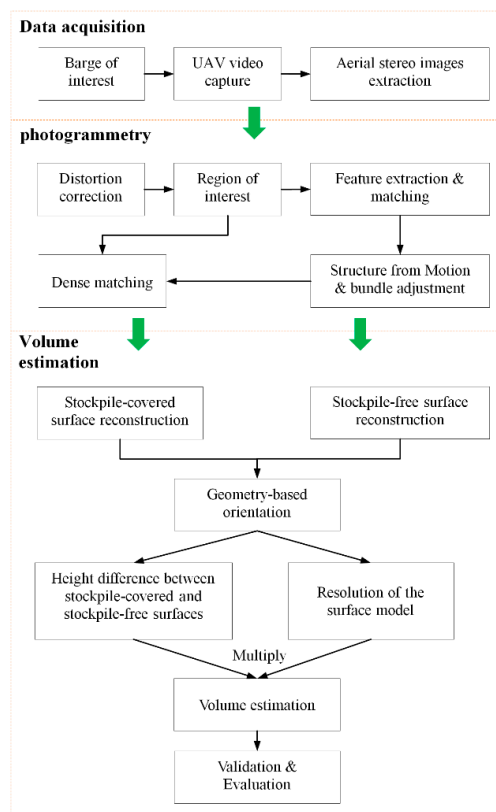 Data acquisition
Barge of
interest
UAV video
capture
Aerial stereo images
extraction
photogrammetry
Distortion
correction
Region of
interest
Feature extraction &
matching
Dense matching
Structure from Motion
& bundle adjustment
Volume
estimation
Stockpile-covered
surface reconstruction
Stockpile-free surface
reconstruction
Geometry-based
orientation
Height difference between
stockpile-covered and
stockpile-free surfaces
Resolution of the
surface model
Multiply
Volume estimation
Validation &
Evaluation